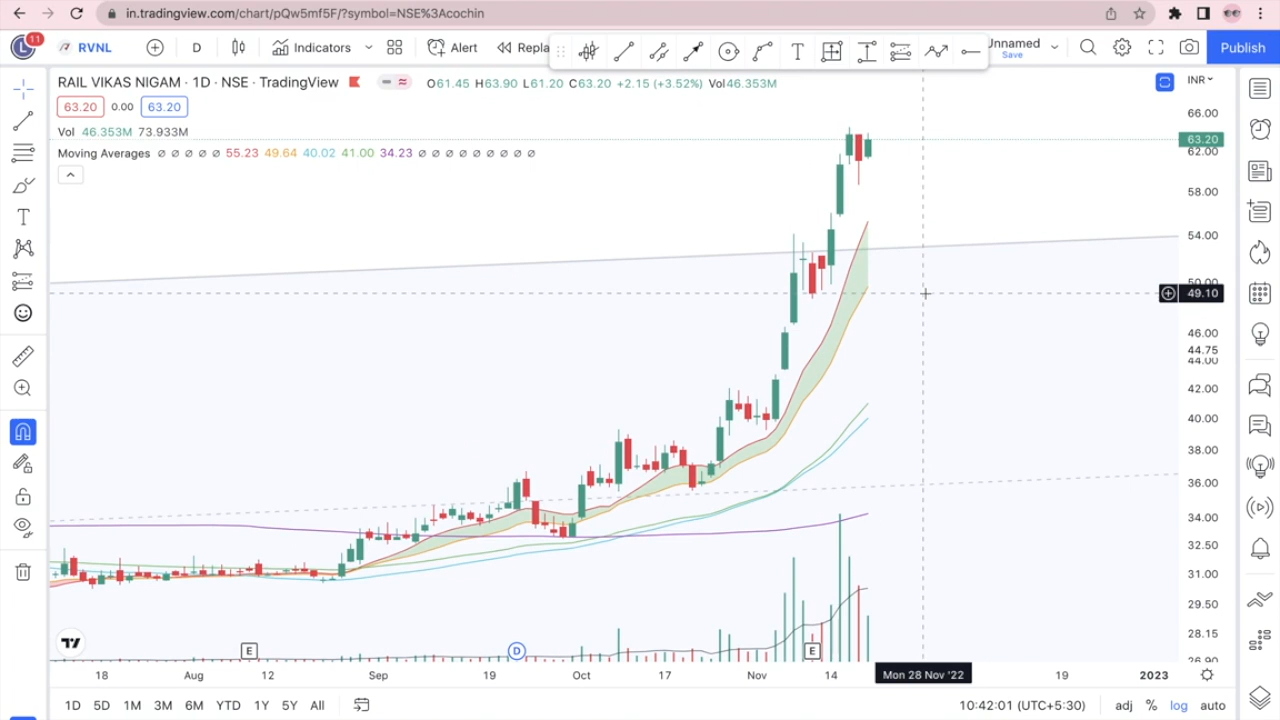 in.tradingview.com/chart/pQw5mf5F/?symbol=NSE%3Acochin
L 11 RVNL D Indicators Alert Repla T Unnamed Save Publish
RAIL VIKAS NIGAM · 1D · NSE · TradingView O61.45 H63.90 L61.20 C63.20 +2.15 (+3.52%) Vol46.353M INR
63.20 0.00 63.20
Vol 46.353M 73.933M
Moving Averages ∅ ∅ ∅ ∅ ∅ 55.23 49.64 40.02 41.00 34.23 ∅ ∅ ∅ ∅ ∅ ∅ ∅ ∅ ∅
66.00
63.20
62.00
58.00
54.00
50.00
49.10
46.00
44.75
44.00
42.00
40.00
38.00
36.00
34.00
32.50
31.00
29.50
28.15
26.90
E D E
18 Aug 12 Sep 19 Oct 17 Nov 14 Mon 28 Nov '22 19 2023
1D 5D 1M 3M 6M YTD 1Y 5Y All 10:42:01 (UTC+5:30) adj % log auto